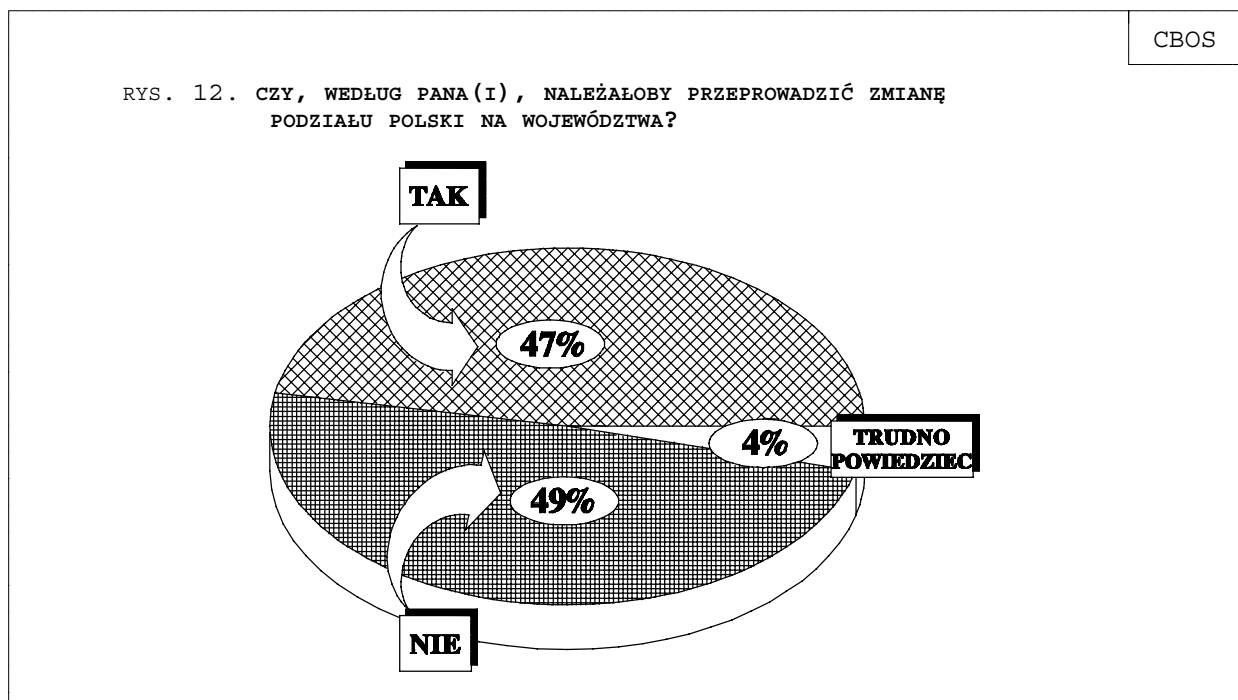 CBOS
RYS. 12. CZY, WEDŁUG PANA(I), NALEŻAŁOBY PRZEPROWADZIĆ ZMIANĘ
PODZIAŁU POLSKI NA WOJEWÓDZTWA?
TAK
47%
4%
TRUDNO
POWIEDZIEC
49%
NIE